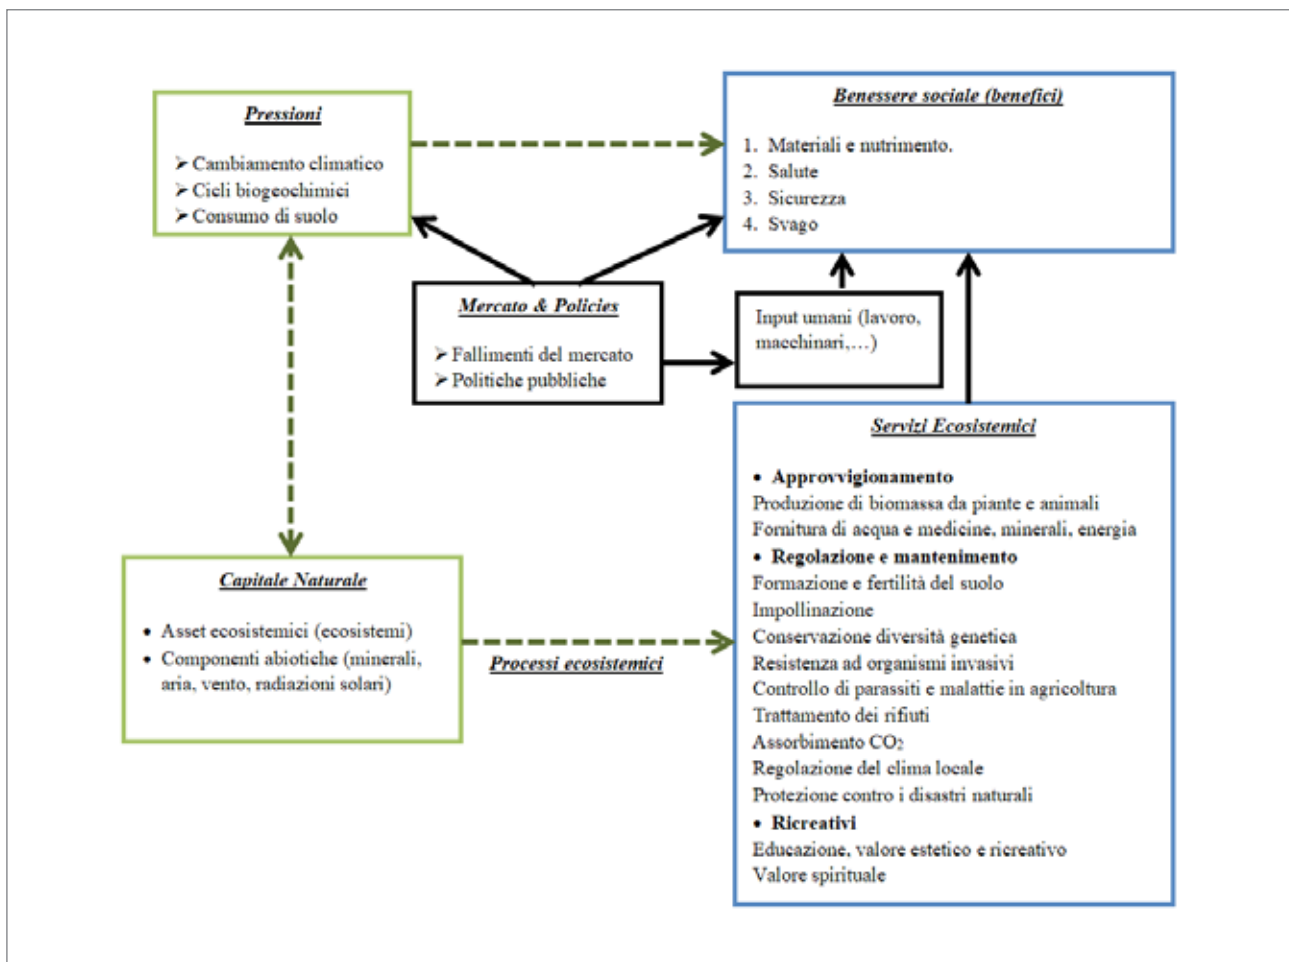 Pressioni
➢ Cambiamento climatico
➢ Cicli biogeochimici
➢ Consumo di suolo
Benessere sociale (benefici)
1. Materiali e nutrimento.
2. Salute
3. Sicurezza
4. Svago
Mercato & Policies
➢ Fallimenti del mercato
➢ Politiche pubbliche
Input umani (lavoro,
macchinari,…)
Capitale Naturale
• Asset ecosistemici (ecosistemi)
• Componenti abiotiche (minerali,
aria, vento, radiazioni solari)
Processi ecosistemici
Servizi Ecosistemici
• Approvvigionamento
Produzione di biomassa da piante e animali
Fornitura di acqua e medicine, minerali, energia
• Regolazione e mantenimento
Formazione e fertilità del suolo
Impollinazione
Conservazione diversità genetica
Resistenza ad organismi invasivi
Controllo di parassiti e malattie in agricoltura
Trattamento dei rifiuti
Assorbimento CO₂
Regolazione del clima locale
Protezione contro i disastri naturali
• Ricreativi
Educazione, valore estetico e ricreativo
Valore spirituale